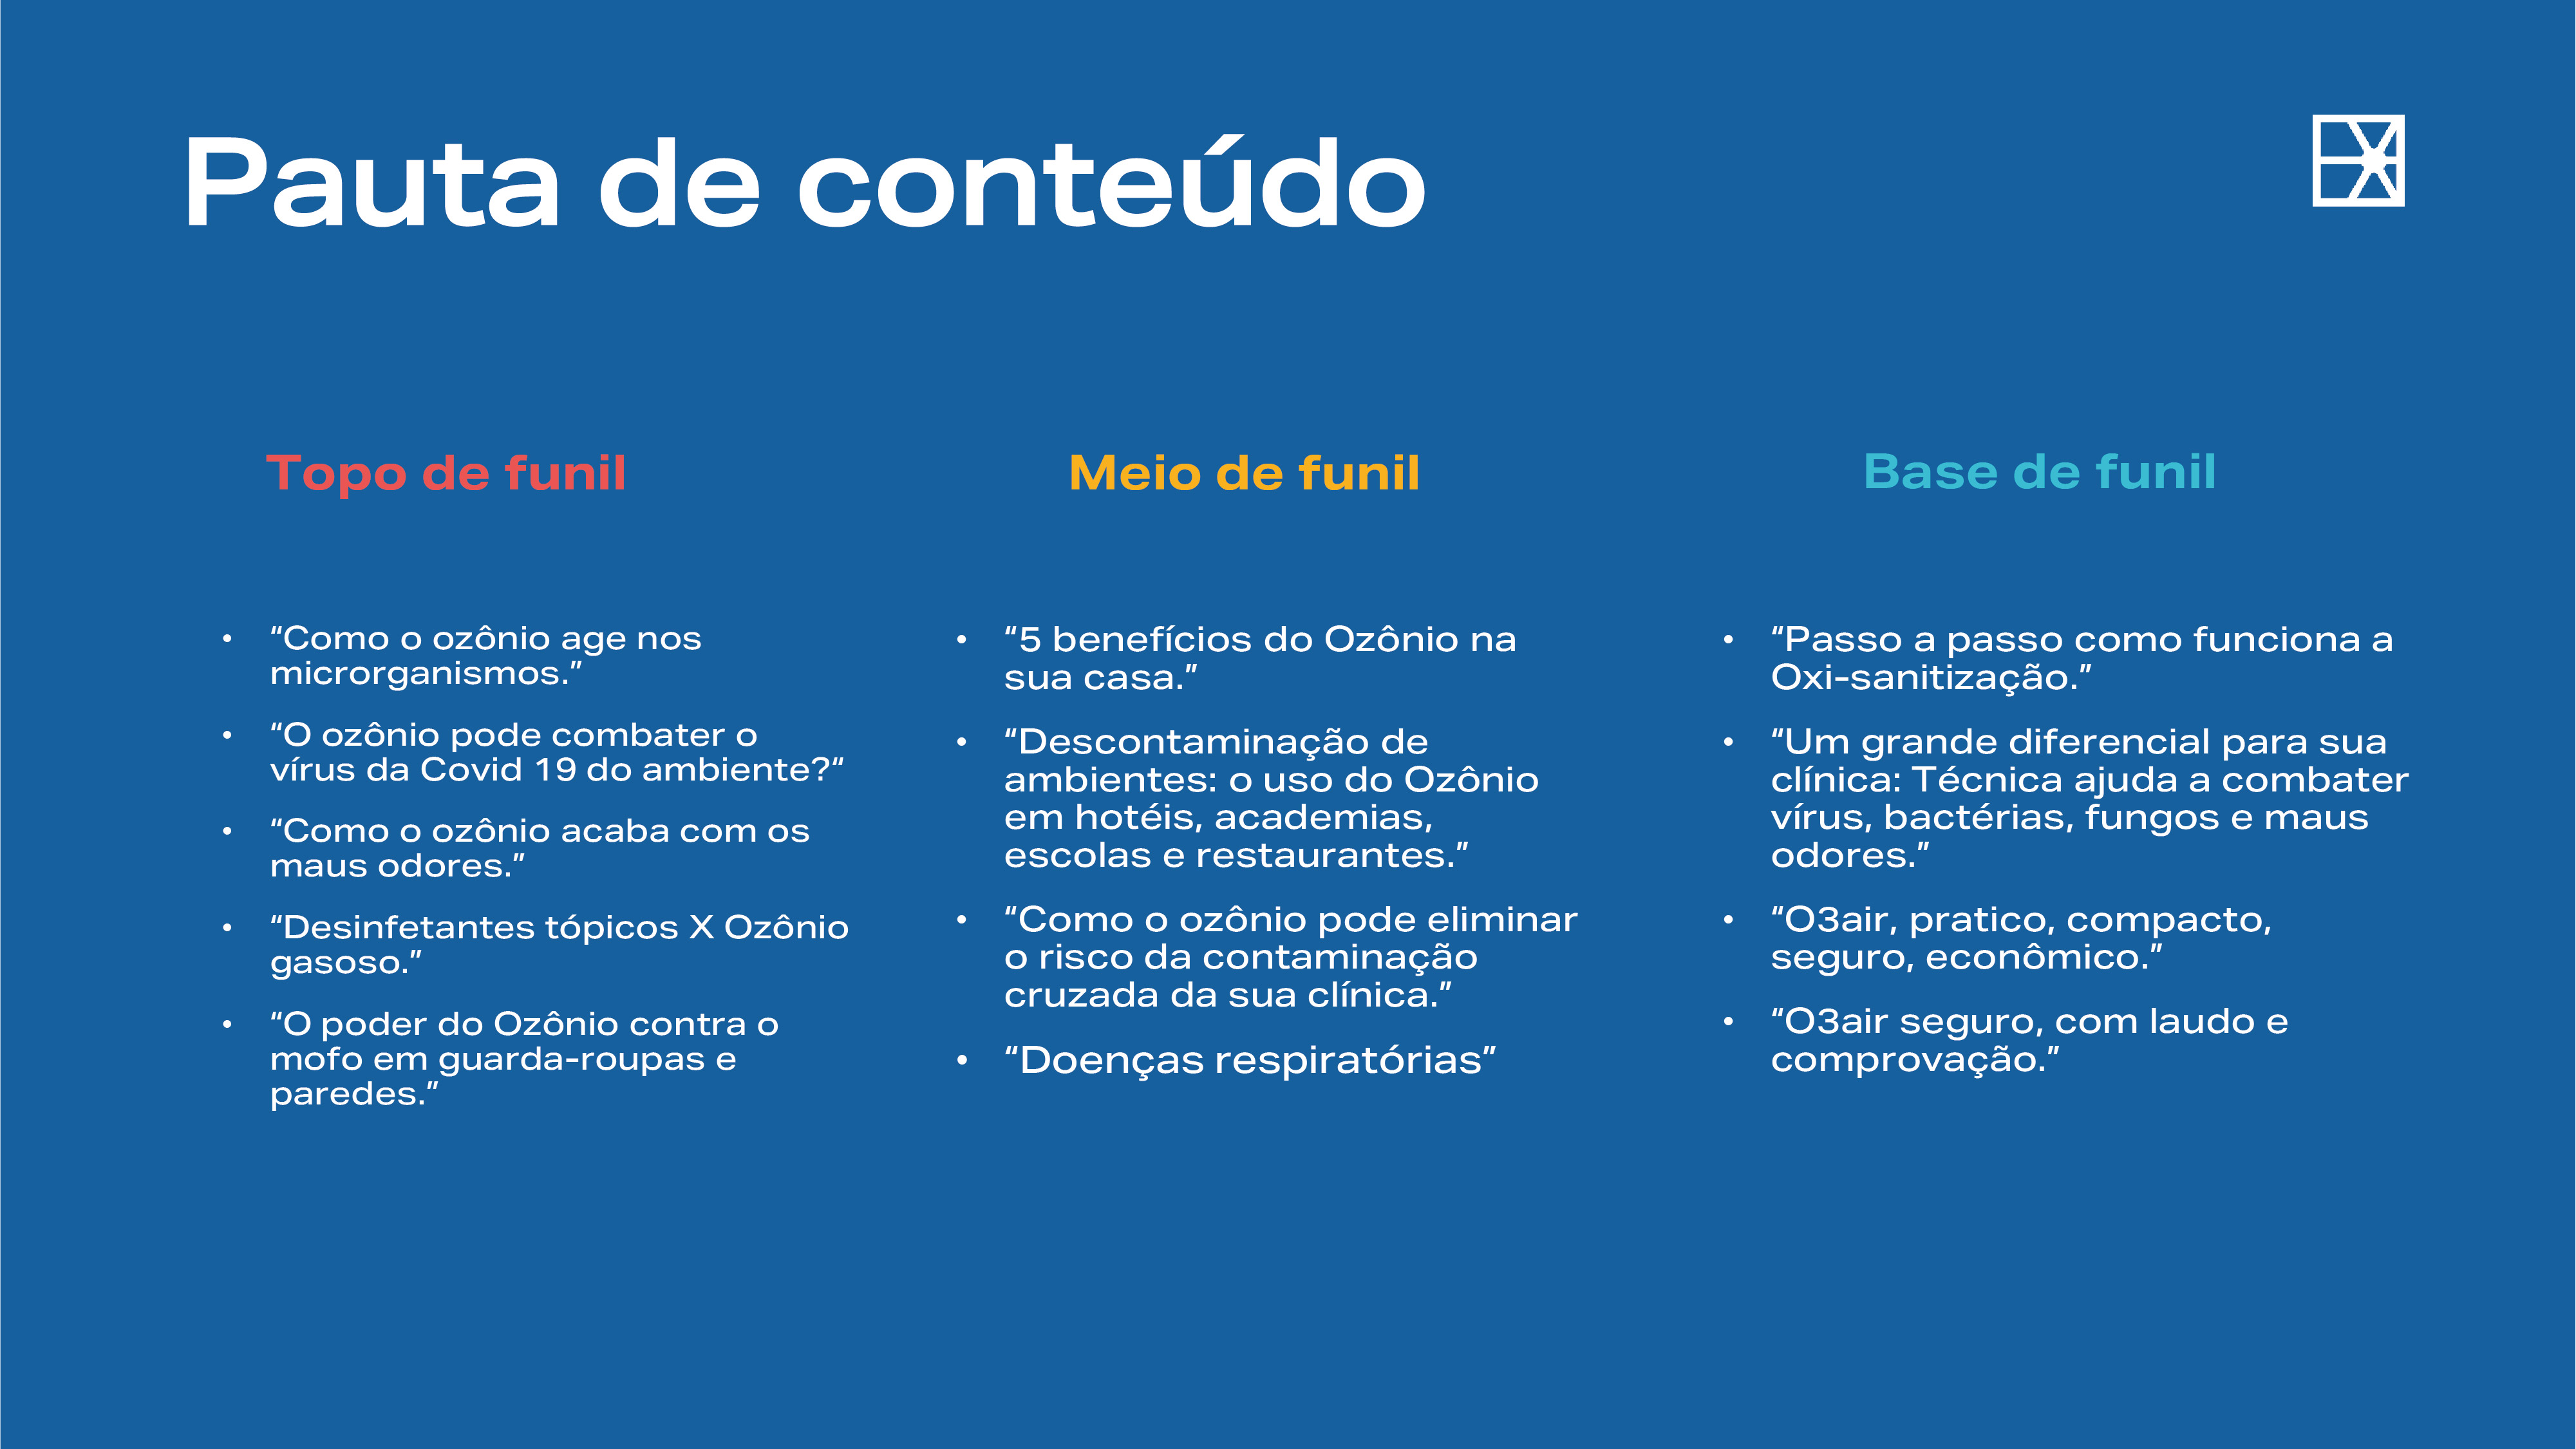 Pauta de conteúdo
Topo de funil
• “Como o ozônio age nos
microrganismos.”
• “O ozônio pode combater o
vírus da Covid 19 do ambiente?“
• “Como o ozônio acaba com os
maus odores.”
• “Desinfetantes tópicos X Ozônio
gasoso.”
• “O poder do Ozônio contra o
mofo em guarda-roupas e
paredes.”
Meio de funil
• “5 benefícios do Ozônio na
sua casa.”
• “Descontaminação de
ambientes: o uso do Ozônio
em hotéis, academias,
escolas e restaurantes.”
• “Como o ozônio pode eliminar
o risco da contaminação
cruzada da sua clínica.”
• “Doenças respiratórias”
Base de funil
• “Passo a passo como funciona a
Oxi-sanitização.”
• “Um grande diferencial para sua
clínica: Técnica ajuda a combater
vírus, bactérias, fungos e maus
odores.”
• “O3air, pratico, compacto,
seguro, econômico.”
• “O3air seguro, com laudo e
comprovação.”